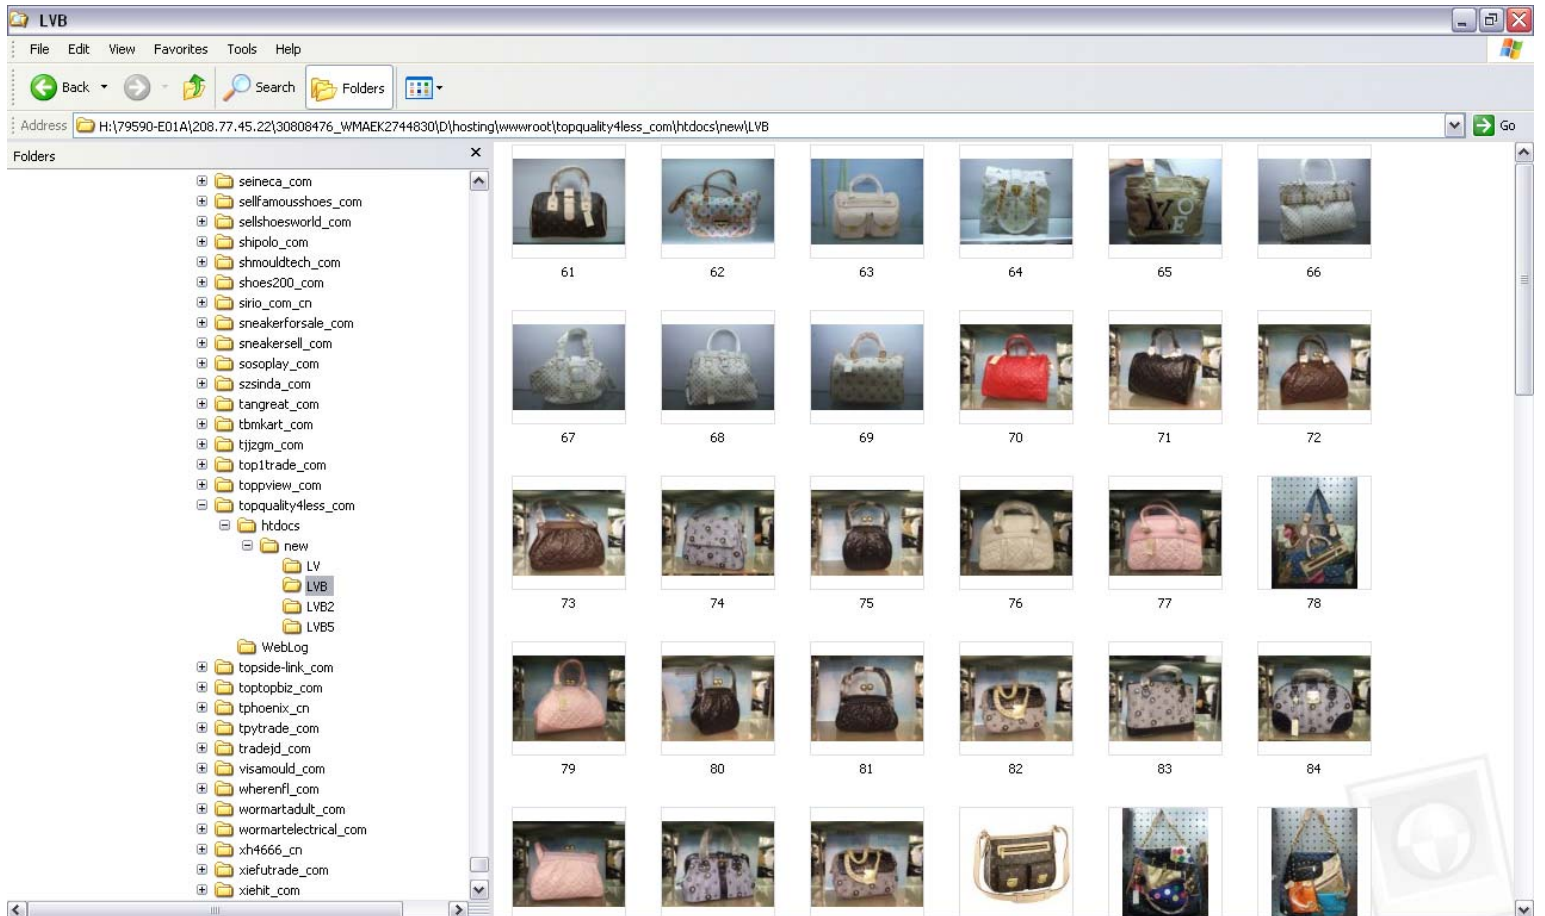 LVB
File Edit View Favorites Tools Help
Back Search Folders
Address H:\79590-E01A\208.77.45.22\30808476_WMAEK2744830\D\hosting\wwwroot\topquality4less_com\htdocs\new\LVB Go
Folders
seineca_com
sellfamousshoes_com
sellshoesworld_com
shipolo_com
shmouldtech_com
shoes200_com
sirio_com_cn
sneakerforsale_com
sneakersell_com
sosoplay_com
szsinda_com
tangreat_com
tbmkart_com
tjjzgm_com
top1trade_com
toppview_com
topquality4less_com
htdocs
new
LV
LVB
LVB2
LVB5
WebLog
topside-link_com
toptopbiz_com
tphoenix_cn
tpytrade_com
tradejd_com
visamould_com
wherenfl_com
wormartadult_com
wormartelectrical_com
xh4666_cn
xiefutrade_com
xiehit_com
61 62 63 64 65 66
67 68 69 70 71 72
73 74 75 76 77 78
79 80 81 82 83 84